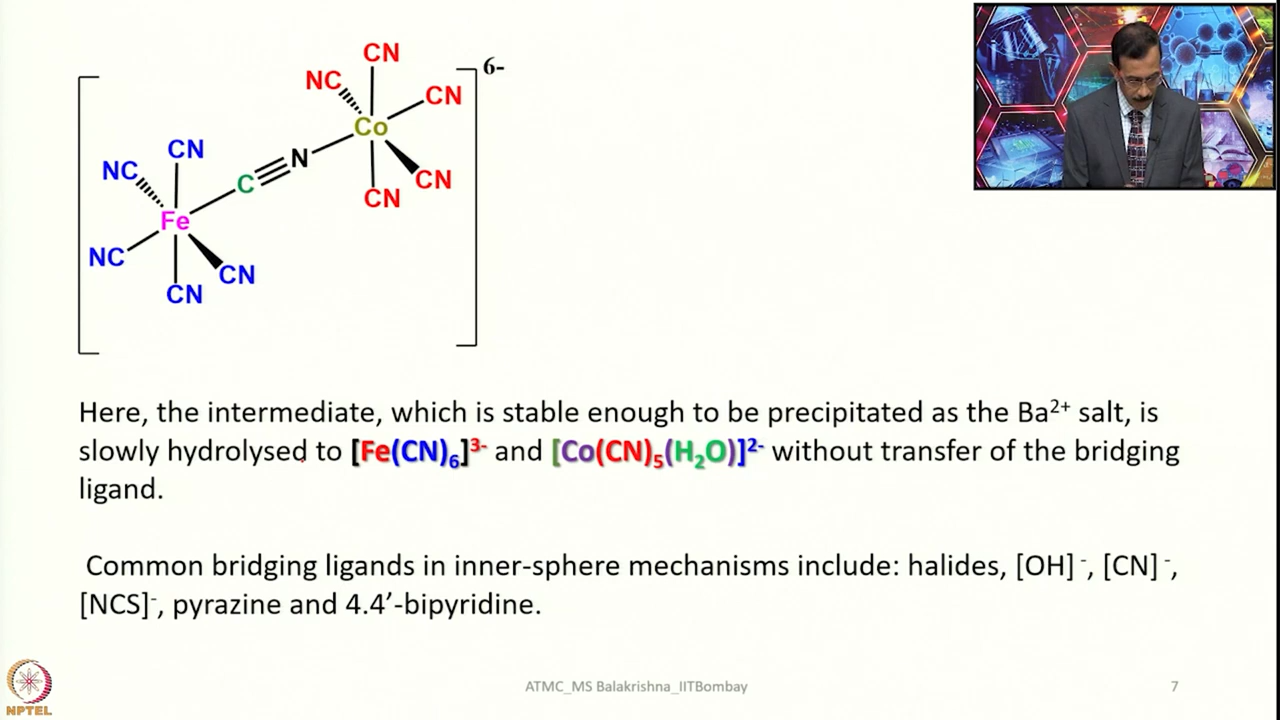 CN
NC
CN
Co
6-
CN
CN
N
C
CN
NC
Fe
NC
CN
CN
Here, the intermediate, which is stable enough to be precipitated as the Ba²⁺ salt, is
slowly hydrolysed to [Fe(CN)₆]³⁻ and [Co(CN)₅(H₂O)]²⁻ without transfer of the bridging
ligand.
Common bridging ligands in inner-sphere mechanisms include: halides, [OH]⁻, [CN]⁻,
[NCS]⁻, pyrazine and 4.4’-bipyridine.
NPTEL
ATMC_MS Balakrishna_IITBombay
7